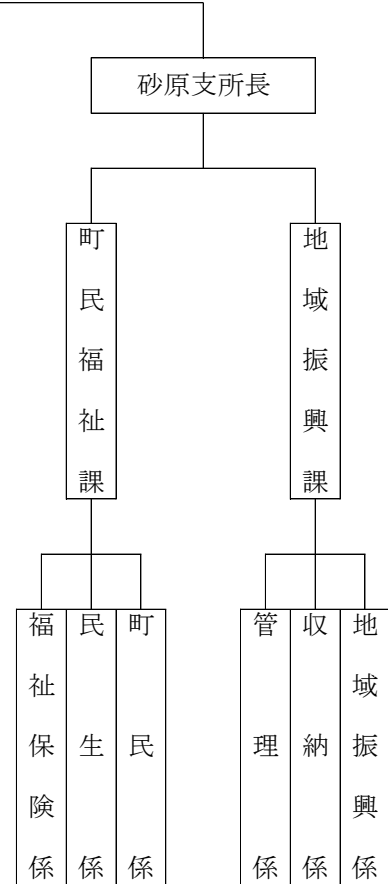 砂原支所長
地域振興課
町民福祉課
地域振興係
収納係
管理係
町民係
民生係
福祉保険係